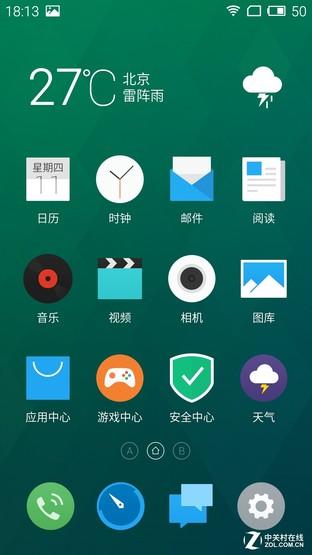 18:13
50
27℃
北京
雷阵雨
星期四
11
日历
时钟
邮件
阅读
音乐
视频
相机
图库
应用中心
游戏中心
安全中心
天气
A
B
Z
中关村在线
ZOL.COM.CN